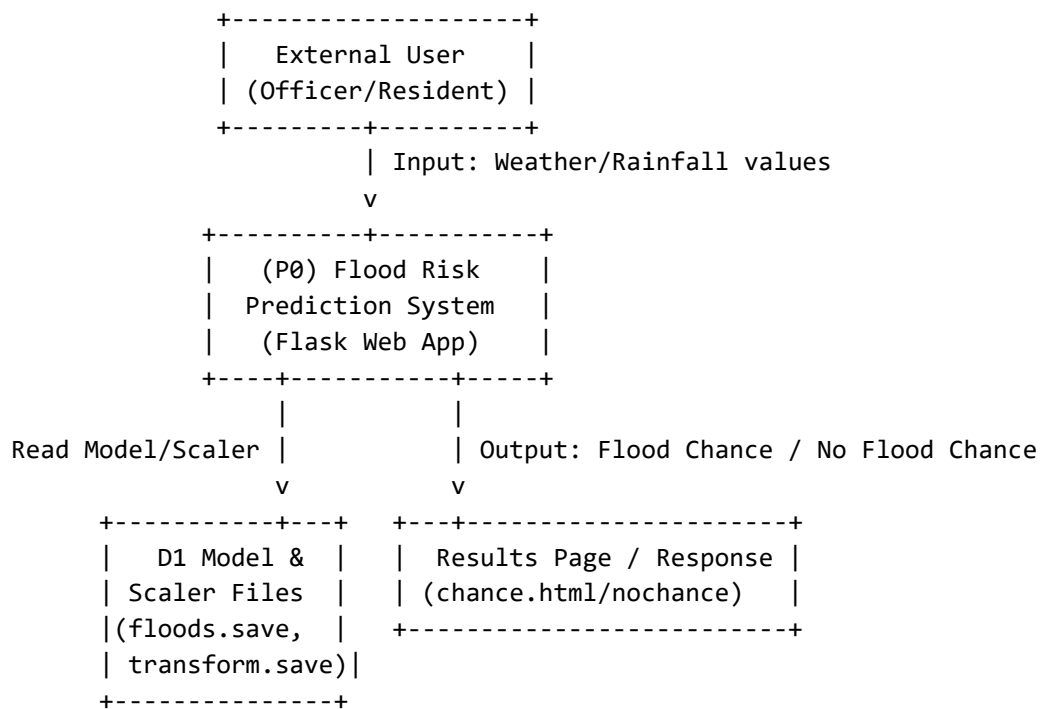 External User
(Officer/Resident)
Input: Weather/Rainfall values
v
(P0) Flood Risk
Prediction System
(Flask Web App)
Read Model/Scaler
Output: Flood Chance / No Flood Chance
v v
D1 Model &
Scaler Files
(floods.save,
transform.save)
Results Page / Response
(chance.html/nochance)